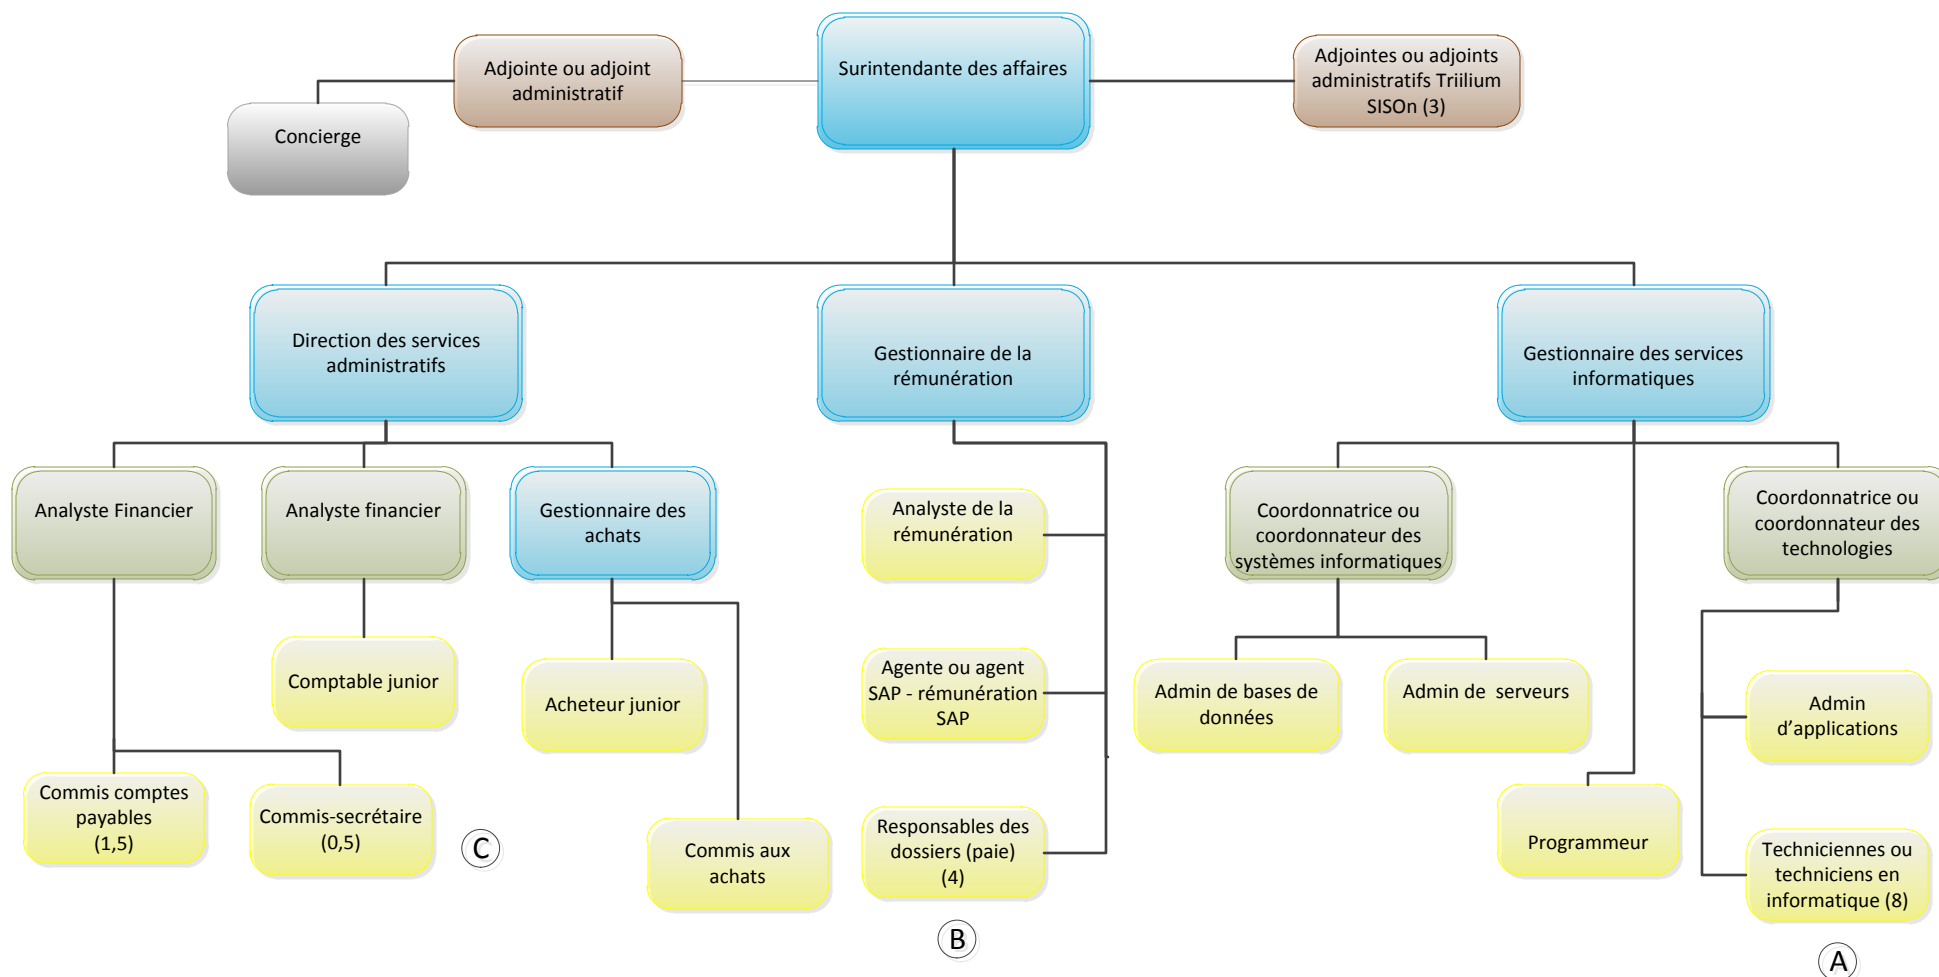 Adjointe ou adjoint
administratif
Surintendante des affaires
Adjointes ou adjoints
administratifs Triilium
SISOn (3)
Concierge
Direction des services
administratifs
Gestionnaire de la
rémunération
Gestionnaire des services
informatiques
Analyste Financier
Analyste financier
Gestionnaire des
achats
Analyste de la
rémunération
Coordonnatrice ou
coordonnateur des
systèmes informatiques
Coordonnatrice ou
coordonnateur des
technologies
Comptable junior
Acheteur junior
Agente ou agent
SAP - rémunération
SAP
Admin de bases de
données
Admin de  serveurs
Admin
d’applications
Commis comptes
payables
(1,5)
Commis-secrétaire
(0,5)
C
Commis aux
achats
Responsables des
dossiers (paie)
(4)
Programmeur
Techniciennes ou
techniciens en
informatique (8)
B
A